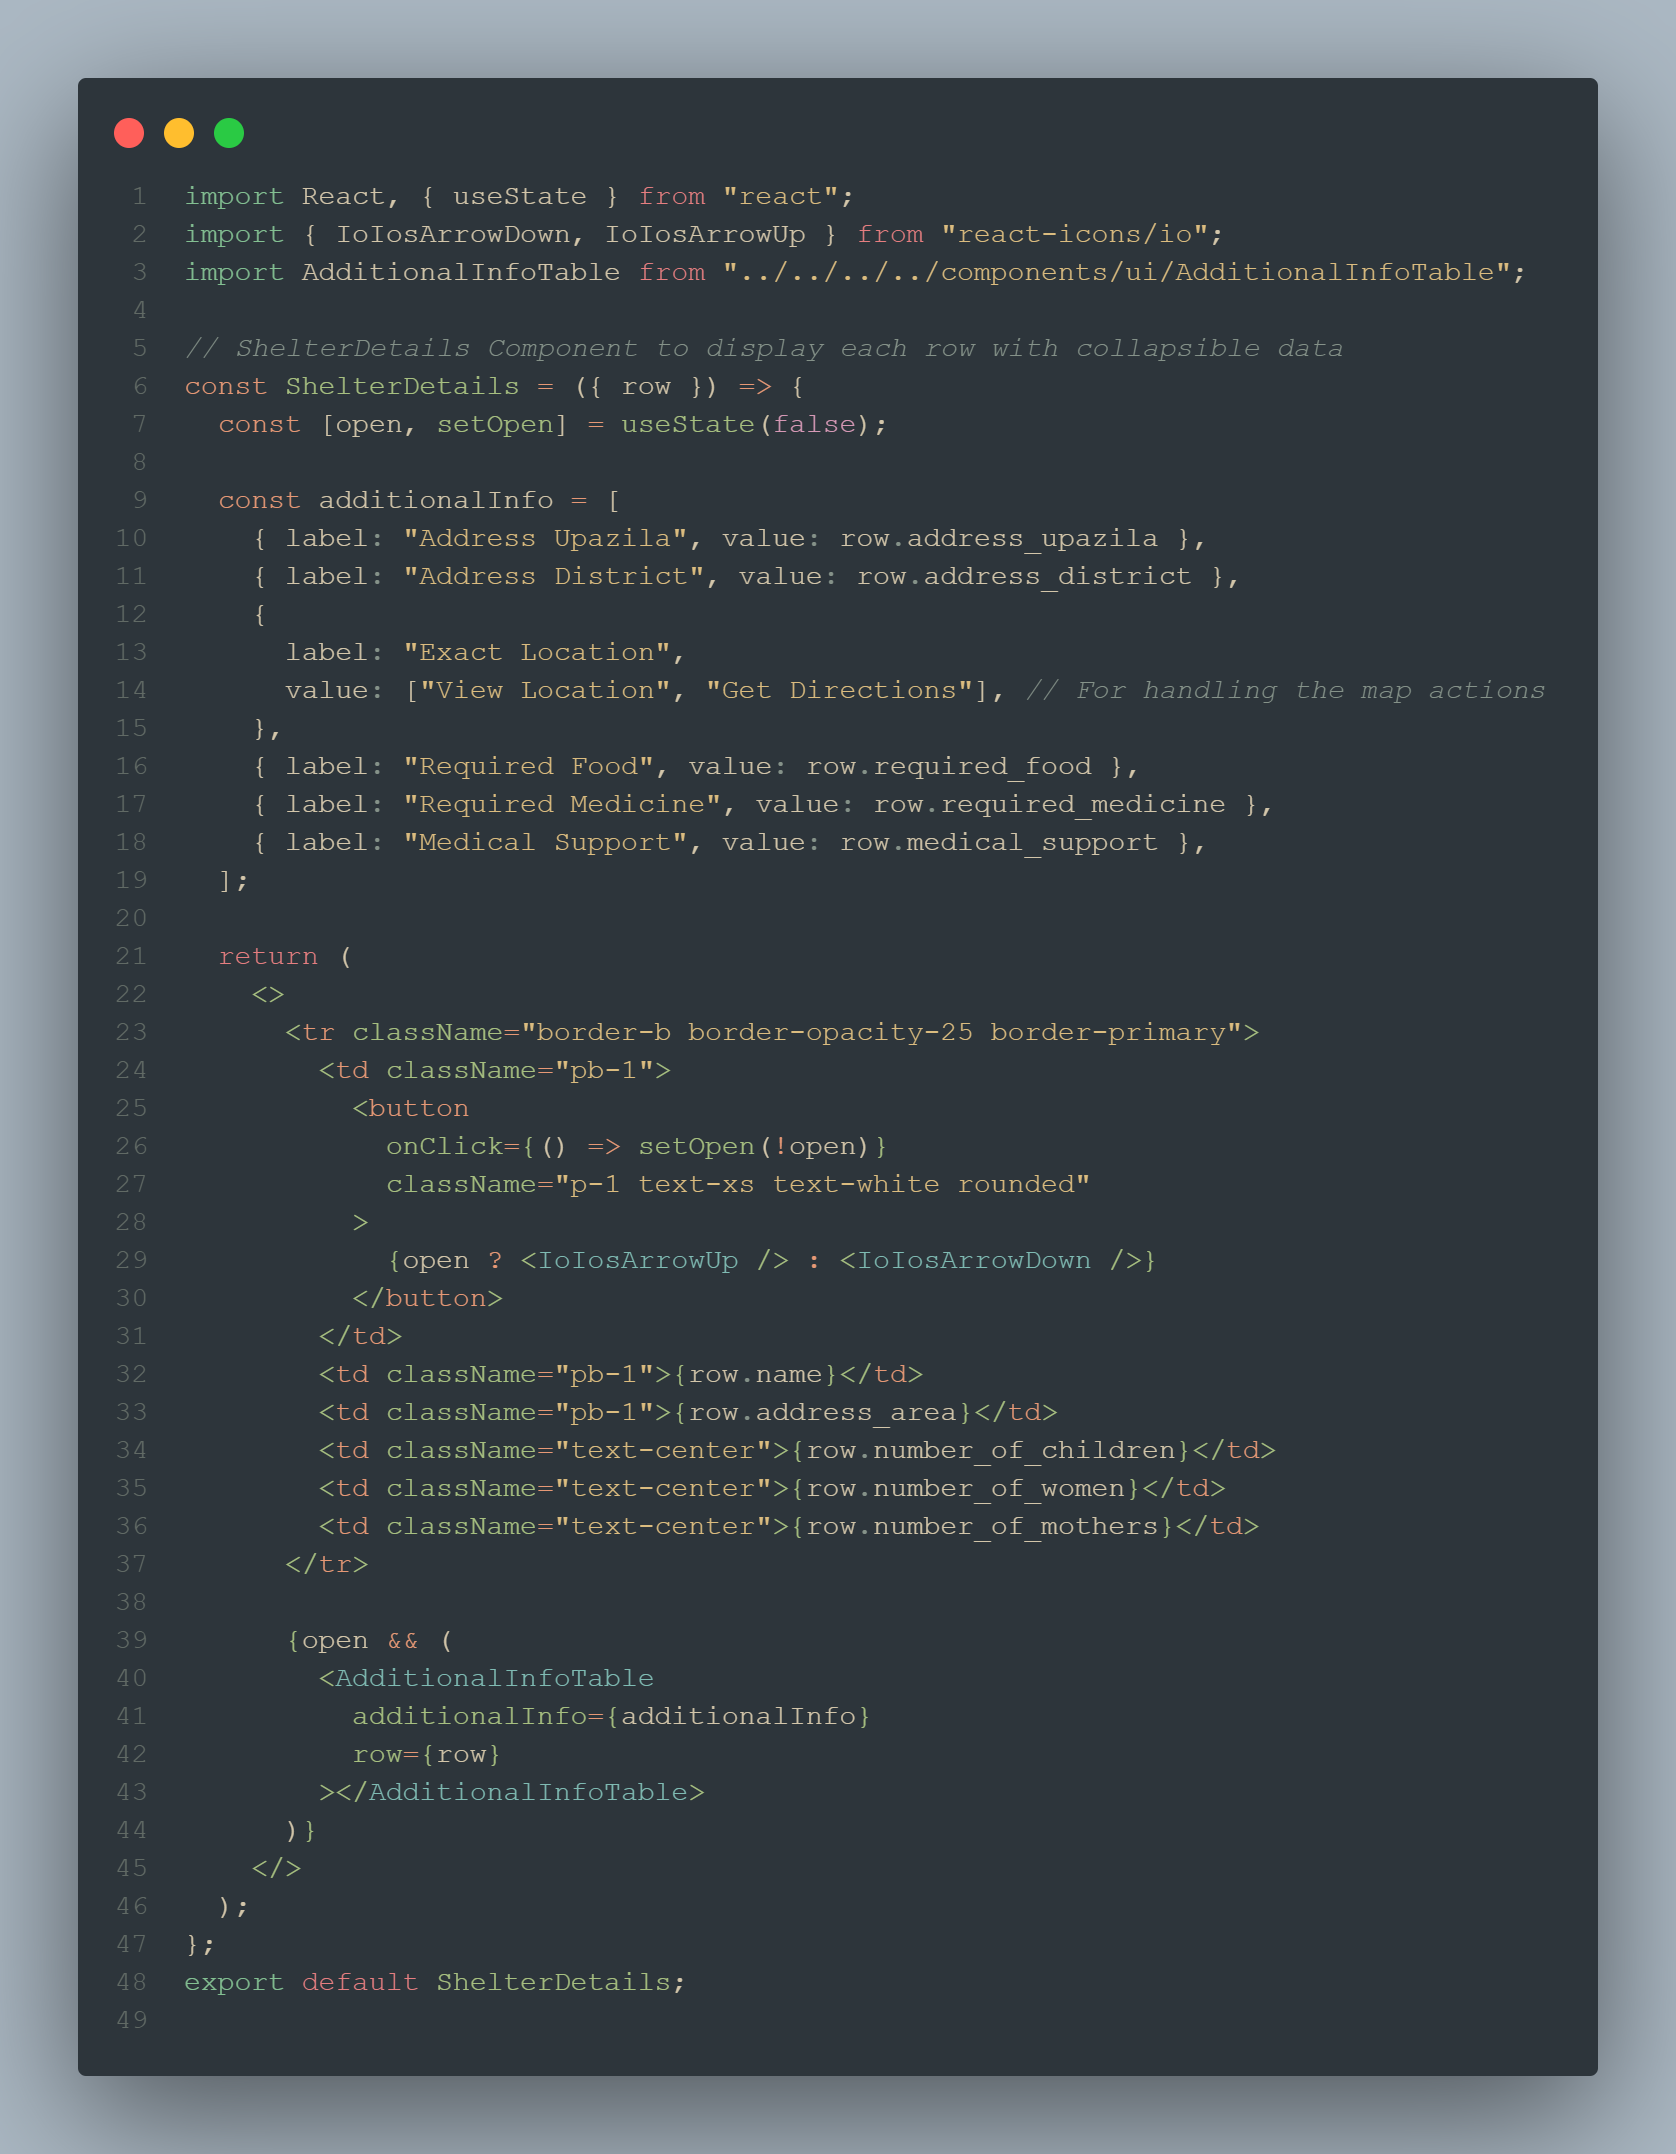 1 import React, { useState } from "react";
2 import { IoIosArrowDown, IoIosArrowUp } from "react-icons/io";
3 import AdditionalInfoTable from "../../../../components/ui/AdditionalInfoTable";
4
5 // ShelterDetails Component to display each row with collapsible data
6 const ShelterDetails = ({ row }) => {
7   const [open, setOpen] = useState(false);
8
9   const additionalInfo = [
10     { label: "Address Upazila", value: row.address_upazila },
11     { label: "Address District", value: row.address_district },
12     {
13       label: "Exact Location",
14       value: ["View Location", "Get Directions"], // For handling the map actions
15     },
16     { label: "Required Food", value: row.required_food },
17     { label: "Required Medicine", value: row.required_medicine },
18     { label: "Medical Support", value: row.medical_support },
19   ];
20
21   return (
22     <>
23       <tr className="border-b border-opacity-25 border-primary">
24         <td className="pb-1">
25           <button
26             onClick={() => setOpen(!open)}
27             className="p-1 text-xs text-white rounded"
28           >
29             {open ? <IoIosArrowUp /> : <IoIosArrowDown />}
30           </button>
31         </td>
32         <td className="pb-1">{row.name}</td>
33         <td className="pb-1">{row.address_area}</td>
34         <td className="text-center">{row.number_of_children}</td>
35         <td className="text-center">{row.number_of_women}</td>
36         <td className="text-center">{row.number_of_mothers}</td>
37       </tr>
38
39       {open && (
40         <AdditionalInfoTable
41           additionalInfo={additionalInfo}
42           row={row}
43         ></AdditionalInfoTable>
44       )}
45     </>
46   );
47 };
48 export default ShelterDetails;
49